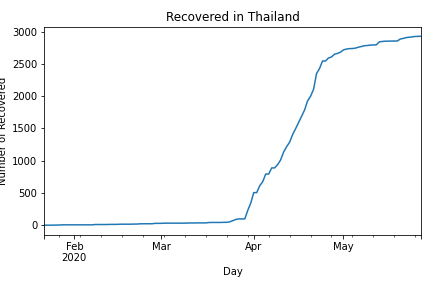 Recovered in Thailand
3000
2500
2000
1500
1000
500
0
Number of Recovered
Feb
2020
Mar
Apr
May
Day